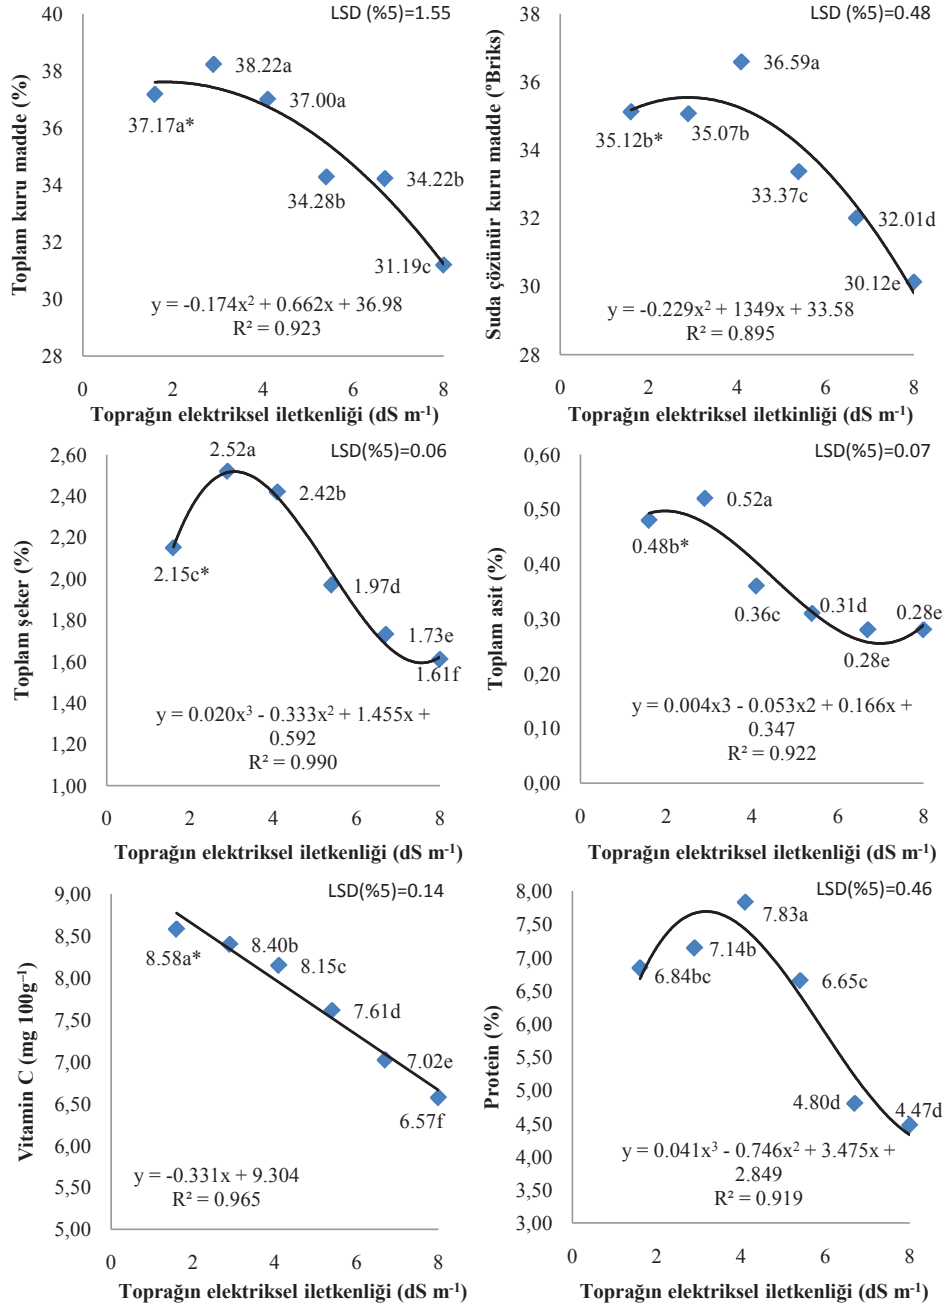 LSD (%5)=1.55
Toplam kuru madde (%)
40
38
36
34
32
30
28
38.22a
37.00a
37.17a*
34.22b
34.28b
31.19c
y = -0.174x² + 0.662x + 36.98
R² = 0.923
0 2 4 6 8
Toprağın elektriksel iletkenliği (dS m⁻¹)
LSD (%5)=0.48
Suda çözünür kuru madde (ºBriks)
38
36
34
32
30
28
36.59a
35.12b*
35.07b
33.37c
32.01d
30.12e
y = -0.229x² + 1349x + 33.58
R² = 0.895
0 2 4 6 8
Toprağın elektriksel iletkinliği (dS m⁻¹)
LSD(%5)=0.06
Toplam şeker (%)
2,60
2,40
2,20
2,00
1,80
1,60
1,40
1,20
1,00
2.52a
2.42b
2.15c*
1.97d
1.73e
1.61f
y = 0.020x³ - 0.333x² + 1.455x +
0.592
R² = 0.990
0 2 4 6 8
Toprağın elektriksel iletkenliği (dS m⁻¹)
LSD(%5)=0.07
Toplam asit (%)
0,60
0,50
0,40
0,30
0,20
0,10
0,00
0.52a
0.48b*
0.36c
0.31d
0.28e
0.28e
y = 0.004x3 - 0.053x2 + 0.166x +
0.347
R² = 0.922
0 2 4 6 8
Toprağın elektriksel iletkenliği (dS m⁻¹)
LSD(%5)=0.14
Vitamin C (mg 100g⁻¹)
9,00
8,50
8,00
7,50
7,00
6,50
6,00
5,50
5,00
8.58a*
8.40b
8.15c
7.61d
7.02e
6.57f
y = -0.331x + 9.304
R² = 0.965
0 2 4 6 8
Toprağın elektriksel iletkenliği (dS m⁻¹)
LSD(%5)=0.46
Protein (%)
8,00
7,50
7,00
6,50
6,00
5,50
5,00
4,50
4,00
3,50
3,00
7.83a
7.14b
6.84bc
6.65c
4.80d
4.47d
y = 0.041x³ - 0.746x² + 3.475x +
2.849
R² = 0.919
0 2 4 6 8
Toprağın elektriksel iletkenliği (dS m⁻¹)